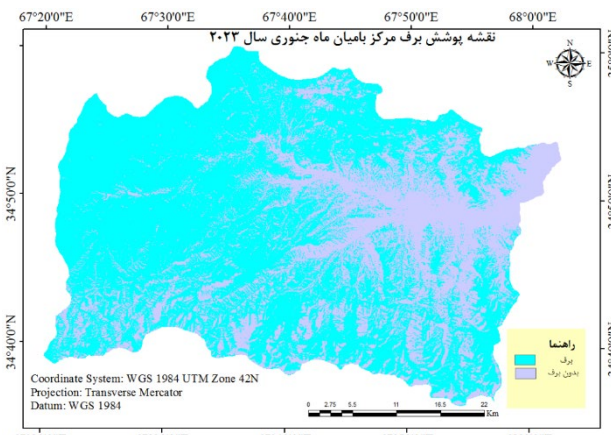 67°20'0"E 67°30'0"E 67°40'0"E 67°50'0"E 68°0'0"E
نقشه پوشش برف مرکز بامیان ماه جنوری سال ۲۰۲۳
N
W E
S
34°50'0"N
34°40'0"N
راهنما
برف
بدون برف
Coordinate System: WGS 1984 UTM Zone 42N
Projection: Transverse Mercator
Datum: WGS 1984
0 2.75 5.5 11 16.5 22
Km